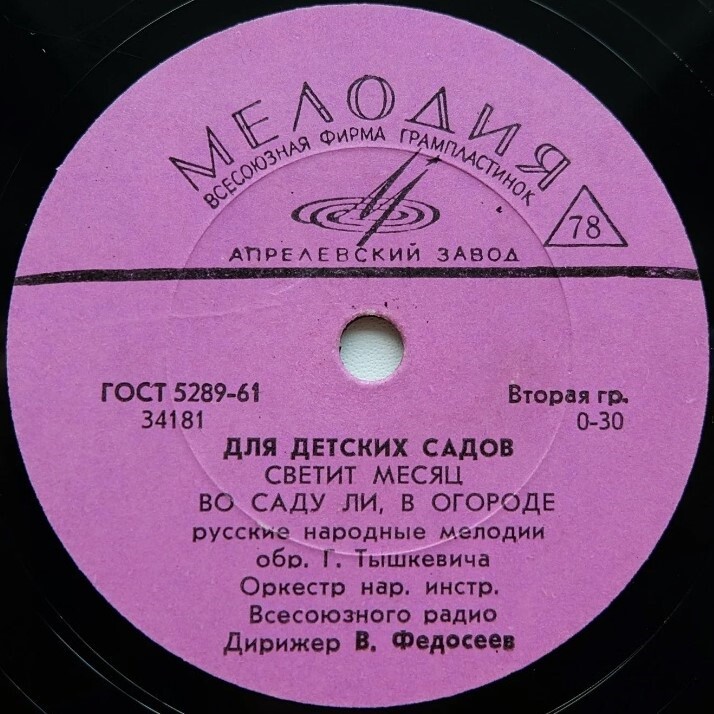 МЕЛОДИЯ
ВСЕСОЮЗНАЯ ФИРМА ГРАМПЛАСТИНОК
78
АПРЕЛЕВСКИЙ ЗАВОД
ГОСТ 5289-61 Вторая гр.
34181 0-30
ДЛЯ ДЕТСКИХ САДОВ
СВЕТИТ МЕСЯЦ
ВО САДУ ЛИ, В ОГОРОДЕ
русские народные мелодии
обр. Г. Тышкевича
Оркестр нар. инстр.
Всесоюзного радио
Дирижер В. Федосеев